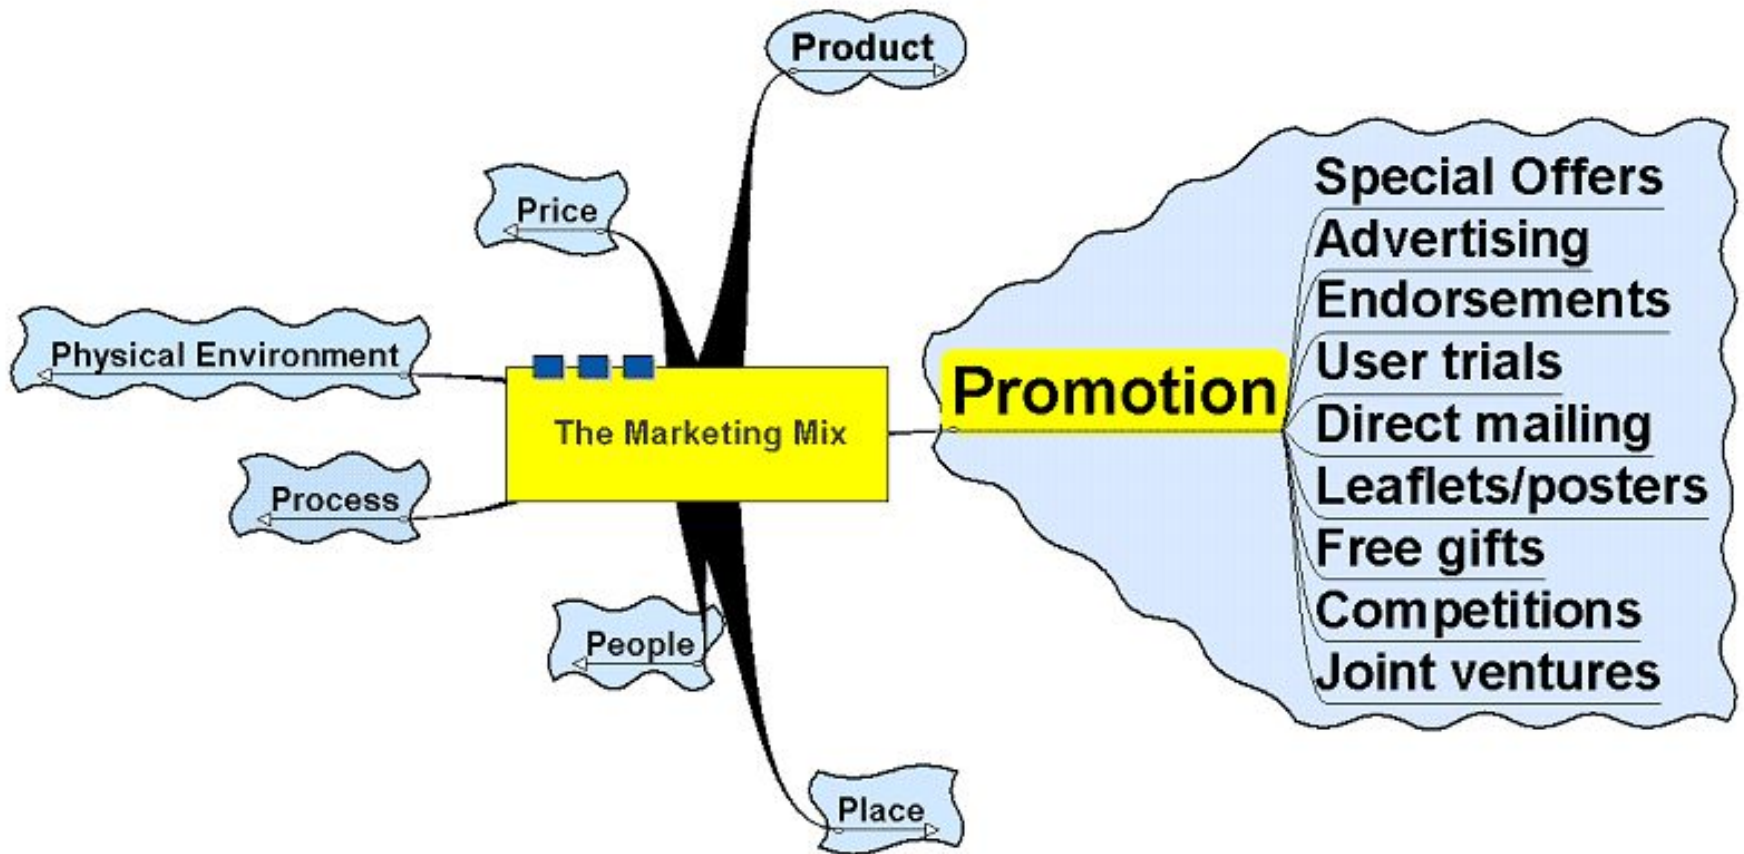 Product
Price
Physical Environment
The Marketing Mix
Process
People
Place
Promotion
Special Offers
Advertising
Endorsements
User trials
Direct mailing
Leaflets/posters
Free gifts
Competitions
Joint ventures